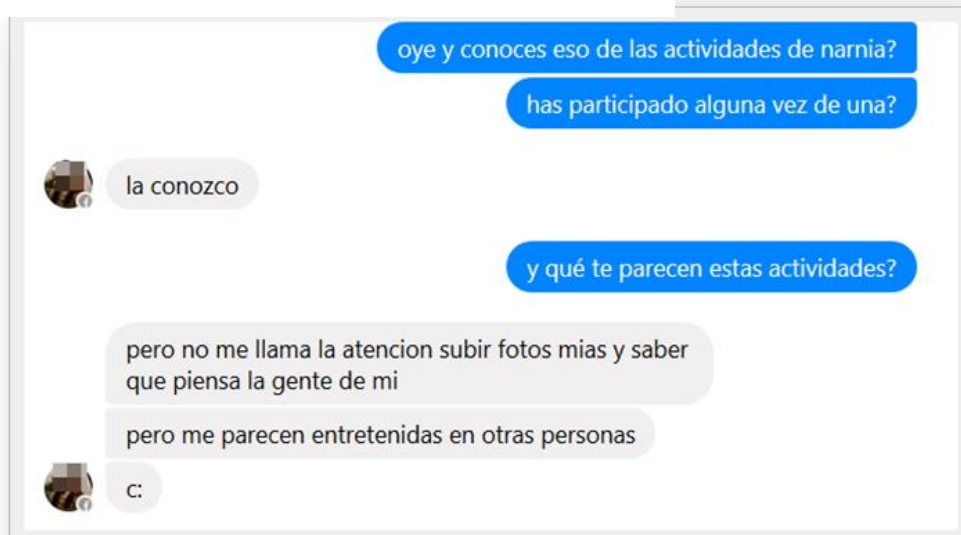 oye y conoces eso de las actividades de narnia?
has participado alguna vez de una?
la conozco
y qué te parecen estas actividades?
pero no me llama la atencion subir fotos mias y saber
que piensa la gente de mi
pero me parecen entretenidas en otras personas
c: